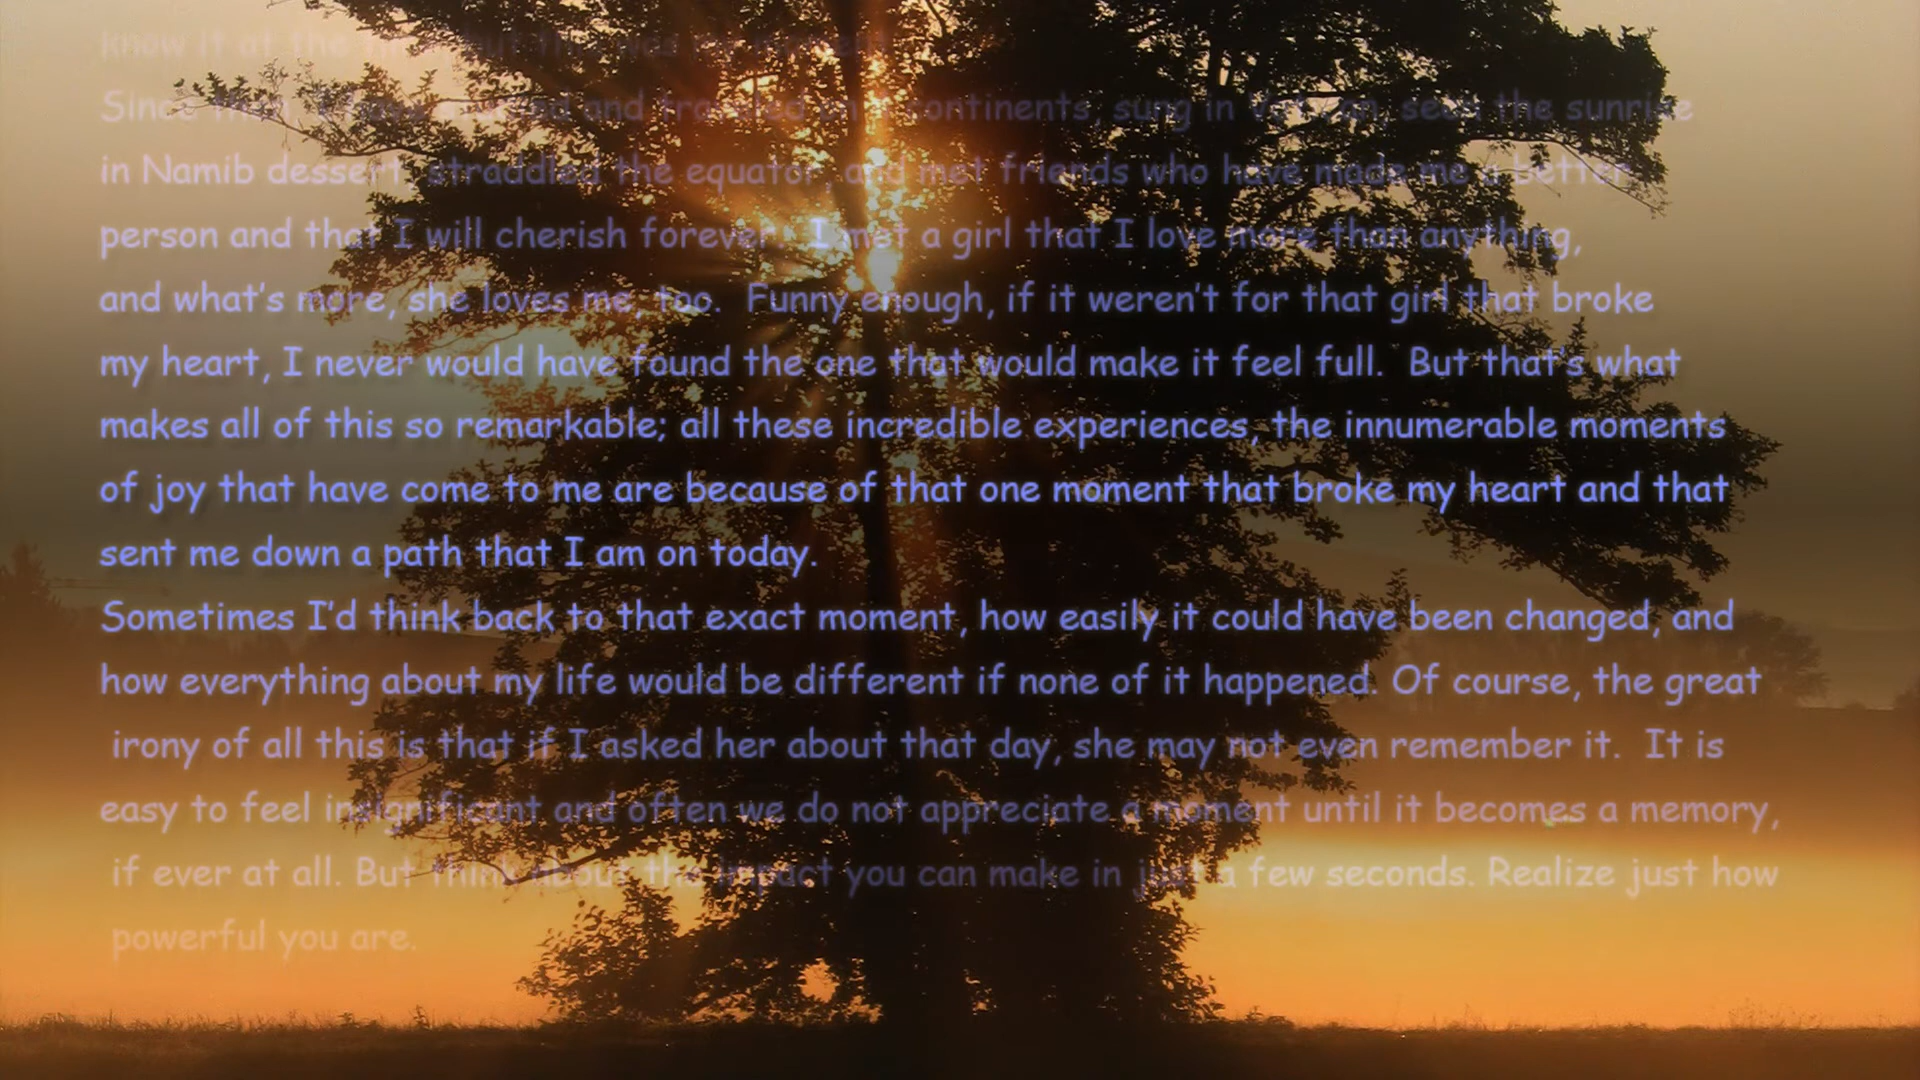 know it at the time, but this was my moment.
Since then, I have studied and traveled on continents, sung in Vatican, seen the sunrise
in Namib dessert, straddled the equator, and met friends who have made me a better
person and that I will cherish forever. I met a girl that I love more than anything,
and what's more, she loves me, too. Funny enough, if it weren't for that girl that broke
my heart, I never would have found the one that would make it feel full. But that's what
makes all of this so remarkable; all these incredible experiences, the innumerable moments
of joy that have come to me are because of that one moment that broke my heart and that
sent me down a path that I am on today.
Sometimes I'd think back to that exact moment, how easily it could have been changed, and
how everything about my life would be different if none of it happened. Of course, the great
irony of all this is that if I asked her about that day, she may not even remember it. It is
easy to feel insignificant and often we do not appreciate a moment until it becomes a memory,
if ever at all. But think about the impact you can make in just a few seconds. Realize just how
powerful you are.